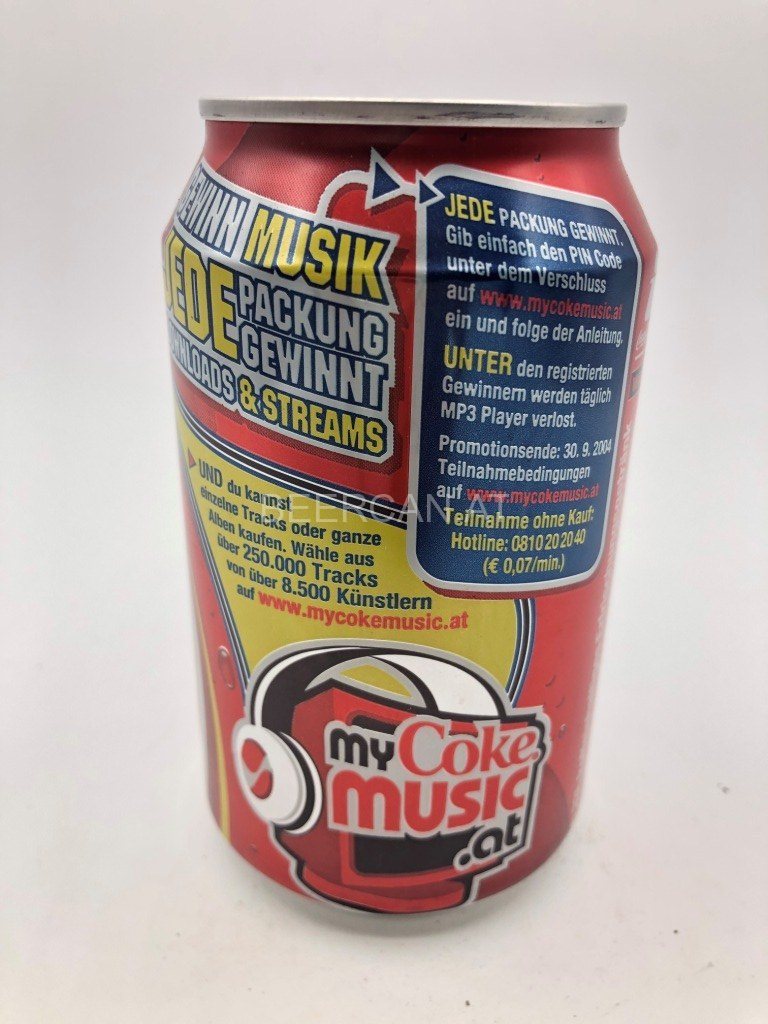 GEWINN MUSIK
JEDE PACKUNG
GEWINNT
DOWNLOADS & STREAMS
JEDE PACKUNG GEWINNT.
Gib einfach den PIN Code
unter dem Verschluss
auf www.mycokemusic.at
ein und folge der Anleitung.
UNTER den registrierten
Gewinnern werden täglich
MP3 Player verlost.
Promotionsende: 30. 9. 2004
Teilnahmebedingungen
auf www.mycokemusic.at
Teilnahme ohne Kauf:
Hotline: 0810 20 20 40
(€ 0,07/min.)
UND du kannst
einzelne Tracks oder ganze
Alben kaufen. Wähle aus
über 250.000 Tracks
von über 8.500 Künstlern
auf www.mycokemusic.at
BEERCAN.AT
my Coke
music
.at